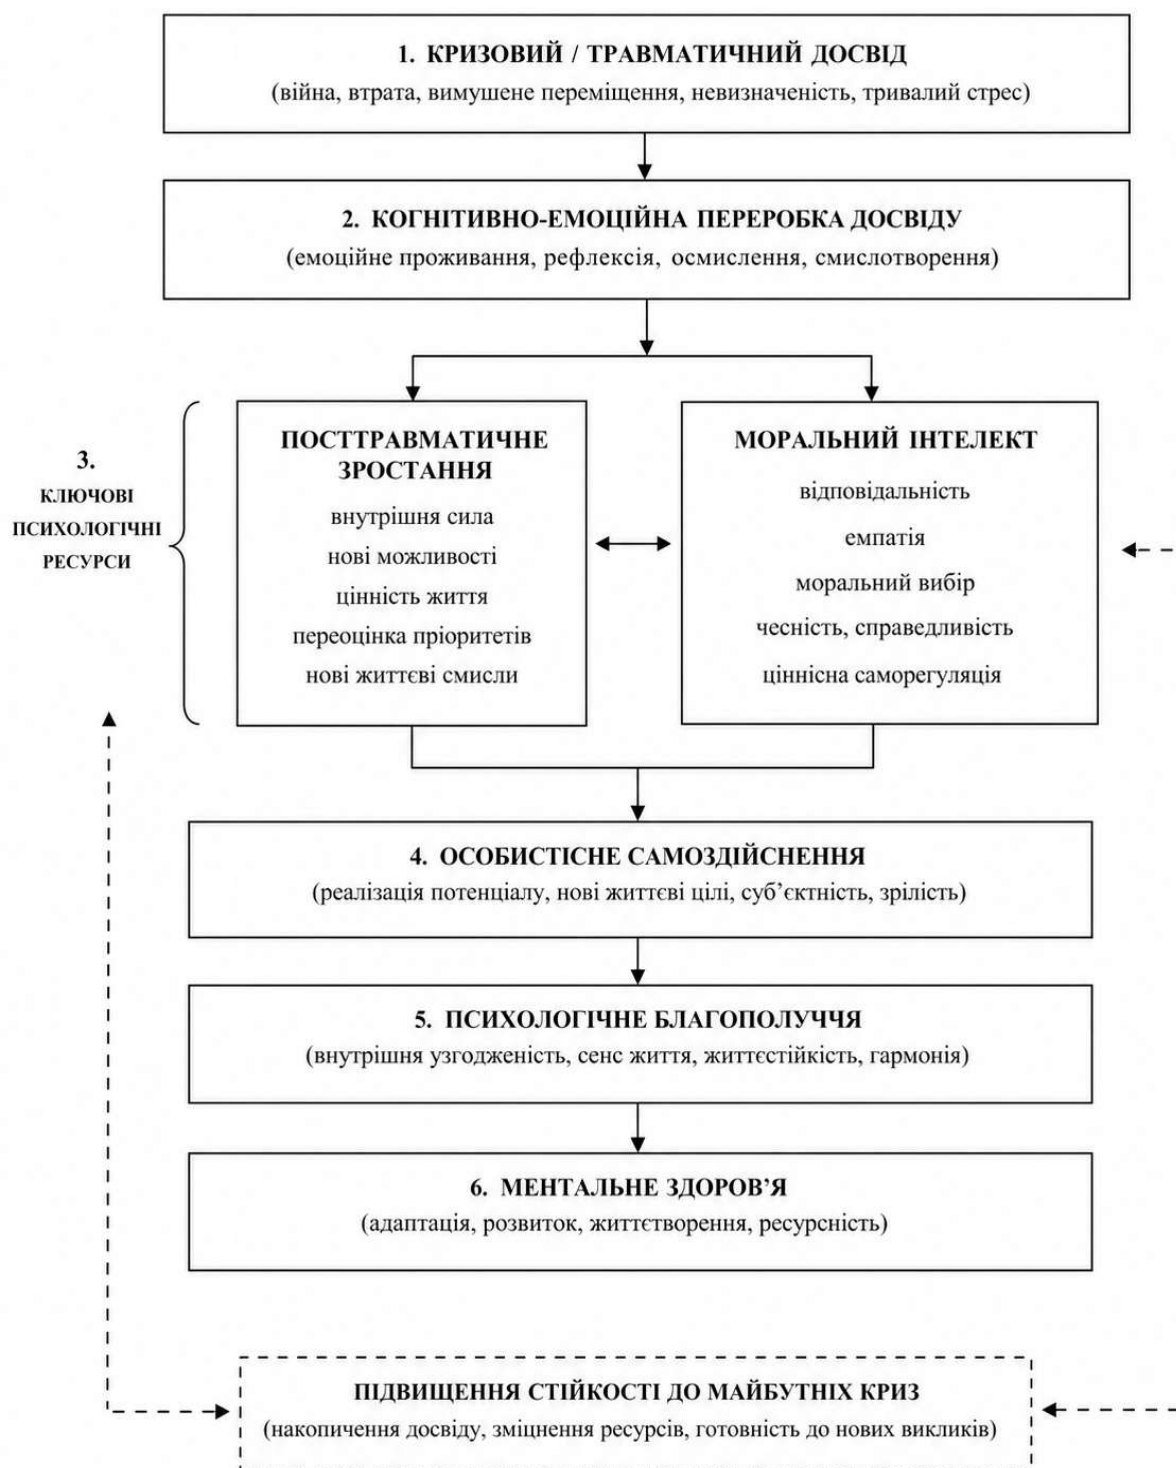 1. КРИЗОВИЙ / ТРАВМАТИЧНИЙ ДОСВІД
(війна, втрата, вимушене переміщення, невизначеність, тривалий стрес)
2. КОГНІТИВНО-ЕМОЦІЙНА ПЕРЕРОБКА ДОСВІДУ
(емоційне проживання, рефлексія, осмислення, смислотворення)
3.
КЛЮЧОВІ
ПСИХОЛОГІЧНІ
РЕСУРСИ
ПОСТТРАВМАТИЧНЕ
ЗРОСТАННЯ
внутрішня сила
нові можливості
цінність життя
переоцінка пріоритетів
нові життєві смисли
МОРАЛЬНИЙ ІНТЕЛЕКТ
відповідальність
емпатія
моральний вибір
чесність, справедливість
ціннісна саморегуляція
4. ОСОБИСТІСНЕ САМОЗДІЙСНЕННЯ
(реалізація потенціалу, нові життєві цілі, суб’єктність, зрілість)
5. ПСИХОЛОГІЧНЕ БЛАГОПОЛУЧЧЯ
(внутрішня узгодженість, сенс життя, життєстійкість, гармонія)
6. МЕНТАЛЬНЕ ЗДОРОВ’Я
(адаптація, розвиток, життєтворення, ресурсність)
ПІДВИЩЕННЯ СТІЙКОСТІ ДО МАЙБУТНІХ КРИЗ
(накопичення досвіду, зміцнення ресурсів, готовність до нових викликів)